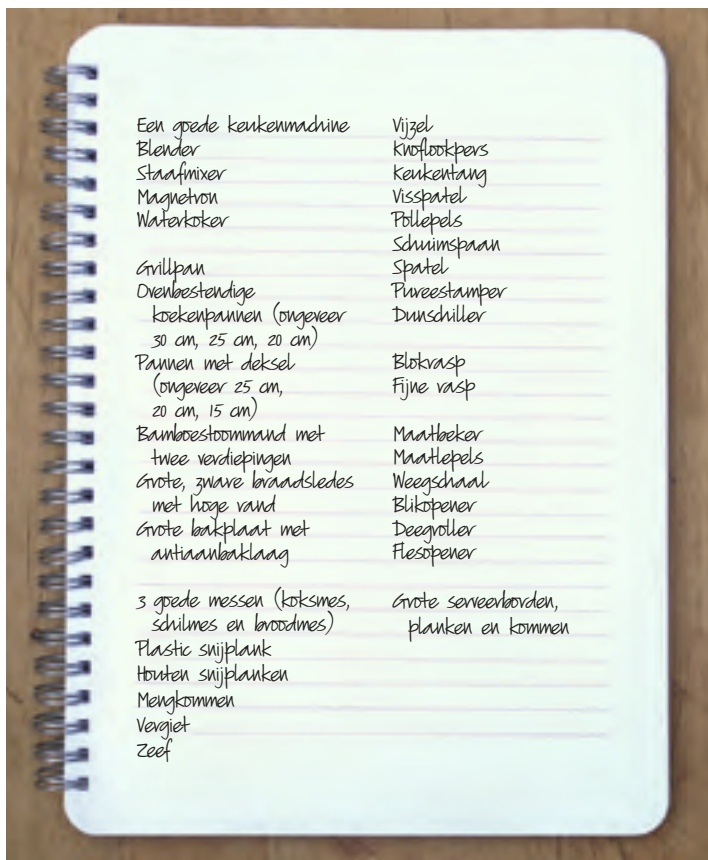 Een goede keukenmachine
Blender
Staafmixer
Magnetron
Waterkoker
Grillpan
Ovenbestendige
koekenpannen (ongeveer
30 cm, 25 cm, 20 cm)
Pannen met deksel
(ongeveer 25 cm,
20 cm, 15 cm)
Bamboestoommand met
twee verdiepingen
Grote, zware braadsledes
met hoge rand
Grote bakplaat met
antiaanbaklaag
3 goede messen (koksmes,
schilmes en broodmes)
Plastic snijplank
Houten snijplanken
Mengkommen
Vergiet
Zeef
Vijzel
Knoflookpers
Keukentang
Visspatel
Pollepels
Schuimspaan
Spatel
Pureestamper
Dunschiller
Blokrasp
Fijne rasp
Maatbeker
Maatlepels
Weegschaal
Blikopener
Deegroller
Flesopener
Grote serveerborden,
planken en kommen